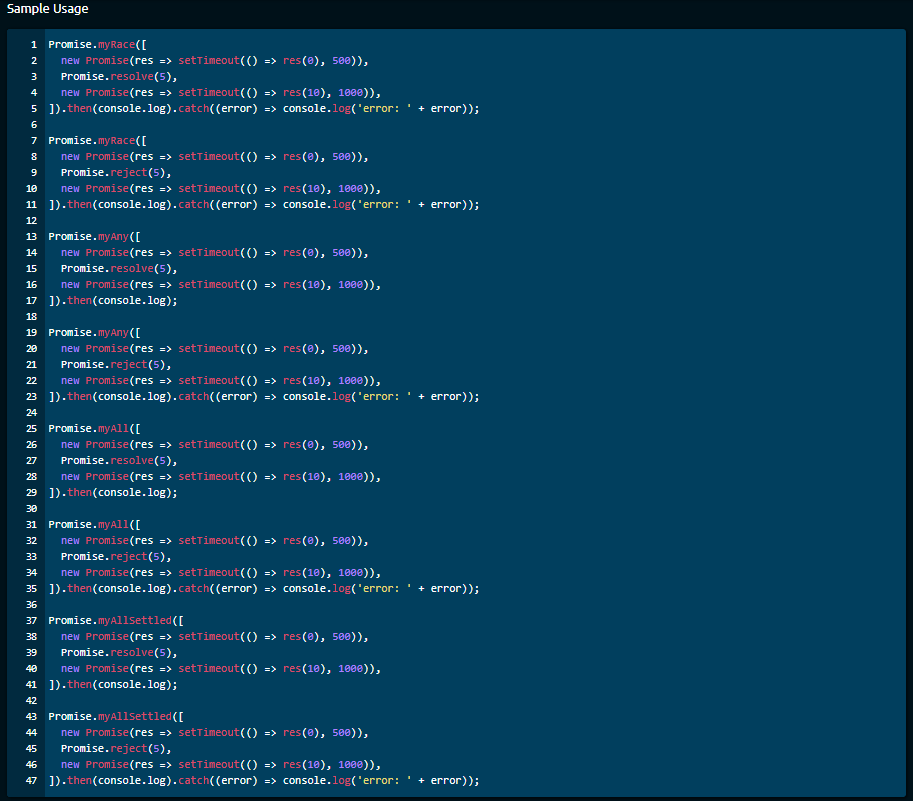 Sample Usage
1 Promise.myRace([
2   new Promise(res => setTimeout(() => res(0), 500)),
3   Promise.resolve(5),
4   new Promise(res => setTimeout(() => res(10), 1000)),
5 ]).then(console.log).catch((error) => console.log('error: ' + error));
6
7 Promise.myRace([
8   new Promise(res => setTimeout(() => res(0), 500)),
9   Promise.reject(5),
10   new Promise(res => setTimeout(() => res(10), 1000)),
11 ]).then(console.log).catch((error) => console.log('error: ' + error));
12
13 Promise.myAny([
14   new Promise(res => setTimeout(() => res(0), 500)),
15   Promise.resolve(5),
16   new Promise(res => setTimeout(() => res(10), 1000)),
17 ]).then(console.log);
18
19 Promise.myAny([
20   new Promise(res => setTimeout(() => res(0), 500)),
21   Promise.reject(5),
22   new Promise(res => setTimeout(() => res(10), 1000)),
23 ]).then(console.log).catch((error) => console.log('error: ' + error));
24
25 Promise.myAll([
26   new Promise(res => setTimeout(() => res(0), 500)),
27   Promise.resolve(5),
28   new Promise(res => setTimeout(() => res(10), 1000)),
29 ]).then(console.log);
30
31 Promise.myAll([
32   new Promise(res => setTimeout(() => res(0), 500)),
33   Promise.reject(5),
34   new Promise(res => setTimeout(() => res(10), 1000)),
35 ]).then(console.log).catch((error) => console.log('error: ' + error));
36
37 Promise.myAllSettled([
38   new Promise(res => setTimeout(() => res(0), 500)),
39   Promise.resolve(5),
40   new Promise(res => setTimeout(() => res(10), 1000)),
41 ]).then(console.log);
42
43 Promise.myAllSettled([
44   new Promise(res => setTimeout(() => res(0), 500)),
45   Promise.reject(5),
46   new Promise(res => setTimeout(() => res(10), 1000)),
47 ]).then(console.log).catch((error) => console.log('error: ' + error));